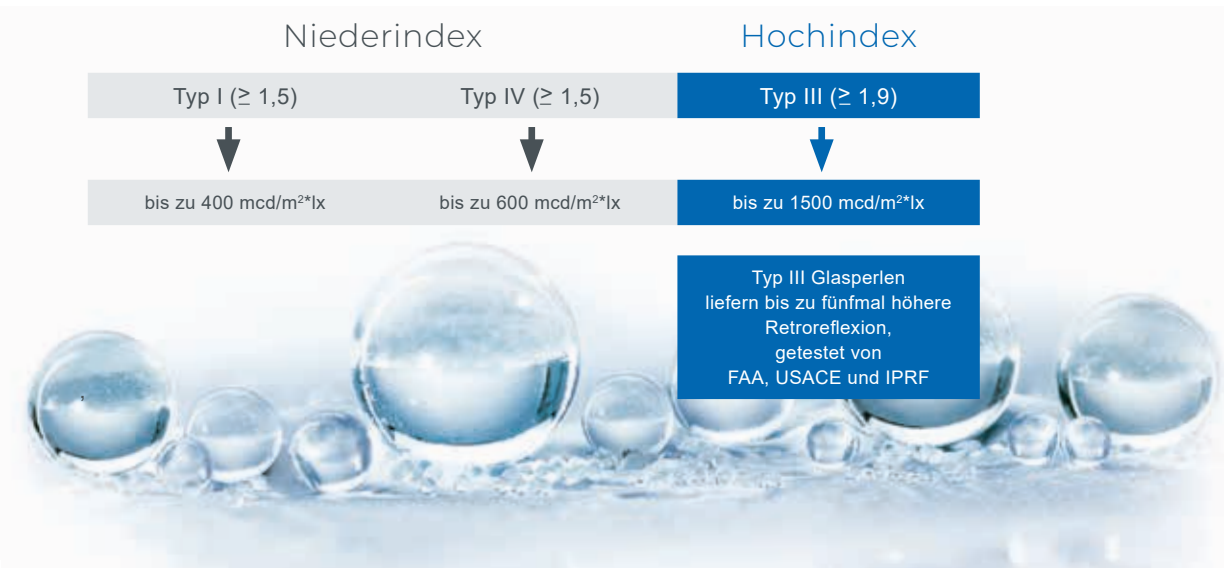 Niederindex
Hochindex
Typ I (≥ 1,5)
Typ IV (≥ 1,5)
Typ III (≥ 1,9)
bis zu 400 mcd/m²*lx
bis zu 600 mcd/m²*lx
bis zu 1500 mcd/m²*lx
Typ III Glasperlen
liefern bis zu fünfmal höhere
Retroreflexion,
getestet von
FAA, USACE und IPRF